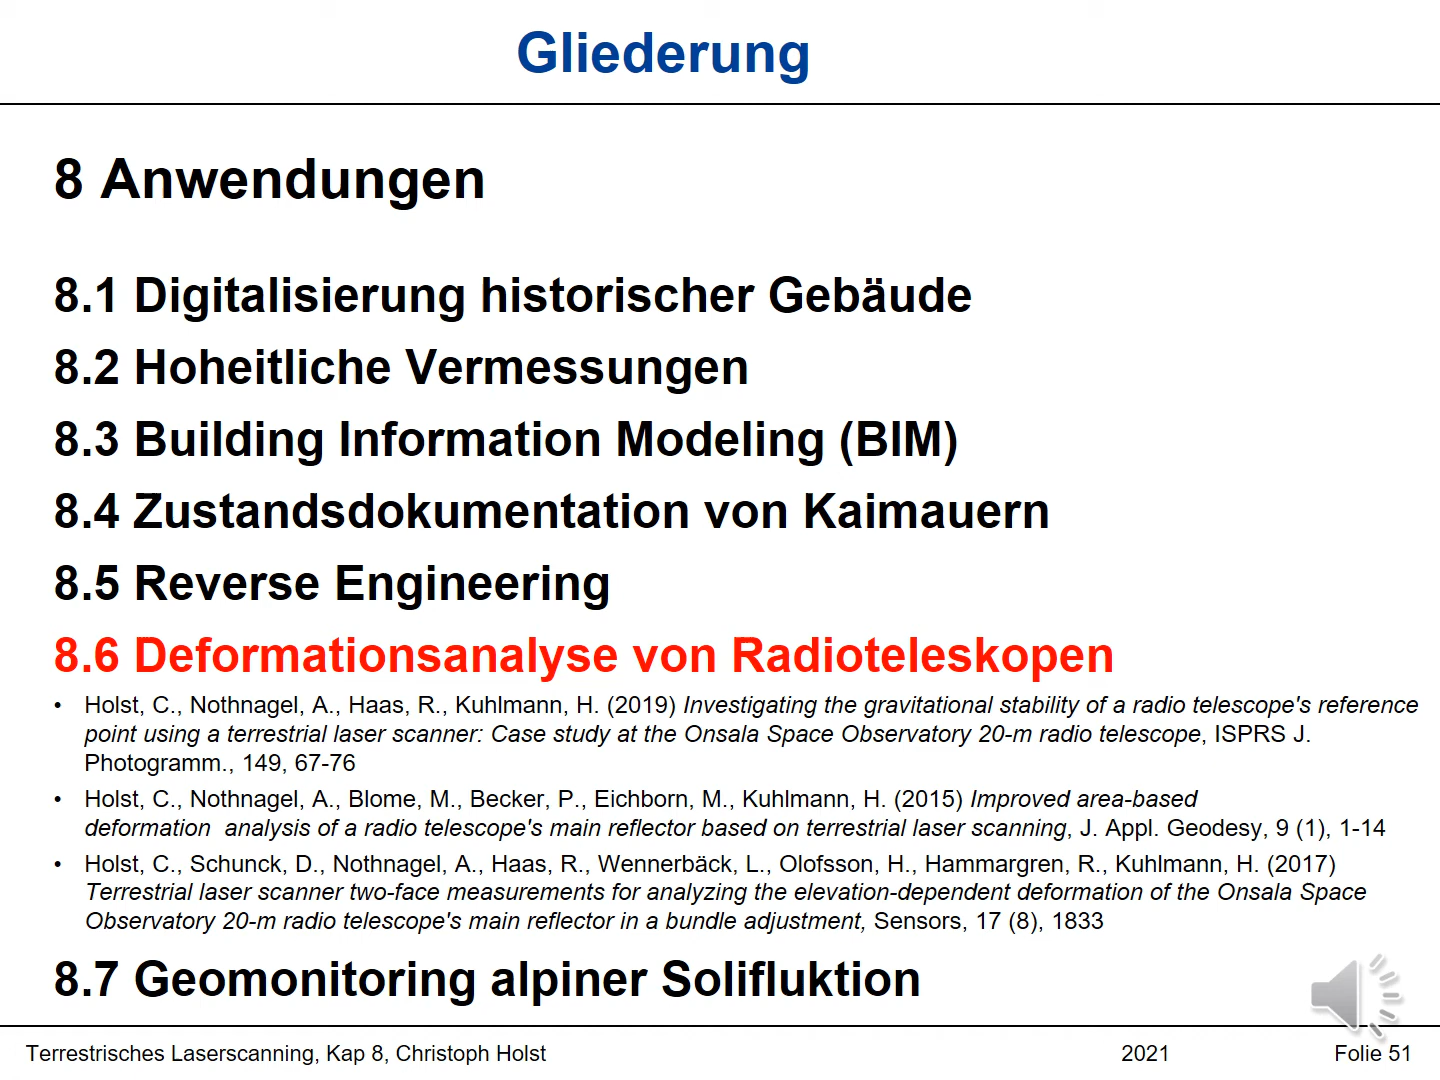 Gliederung
8 Anwendungen
8.1 Digitalisierung historischer Gebäude
8.2 Hoheitliche Vermessungen
8.3 Building Information Modeling (BIM)
8.4 Zustandsdokumentation von Kaimauern
8.5 Reverse Engineering
8.6 Deformationsanalyse von Radioteleskopen
• Holst, C., Nothnagel, A., Haas, R., Kuhlmann, H. (2019) Investigating the gravitational stability of a radio telescope's reference
point using a terrestrial laser scanner: Case study at the Onsala Space Observatory 20-m radio telescope, ISPRS J.
Photogramm., 149, 67-76
• Holst, C., Nothnagel, A., Blome, M., Becker, P., Eichborn, M., Kuhlmann, H. (2015) Improved area-based
deformation analysis of a radio telescope's main reflector based on terrestrial laser scanning, J. Appl. Geodesy, 9 (1), 1-14
• Holst, C., Schunck, D., Nothnagel, A., Haas, R., Wennerbäck, L., Olofsson, H., Hammargren, R., Kuhlmann, H. (2017)
Terrestrial laser scanner two-face measurements for analyzing the elevation-dependent deformation of the Onsala Space
Observatory 20-m radio telescope's main reflector in a bundle adjustment, Sensors, 17 (8), 1833
8.7 Geomonitoring alpiner Solifluktion
Terrestrisches Laserscanning, Kap 8, Christoph Holst 2021 Folie 51